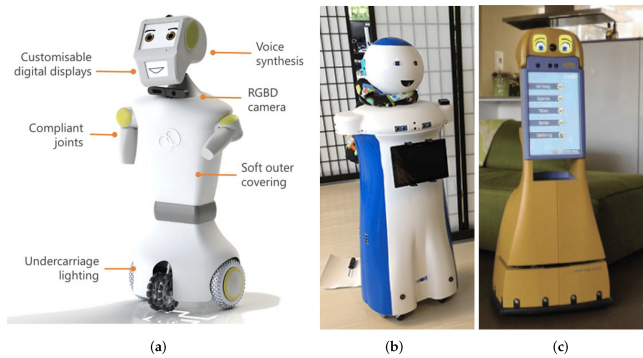 Customisable
digital displays
Voice
synthesis
RGBD
camera
Compliant
joints
Soft outer
covering
Undercarriage
lighting
(a)
(b)
(c)